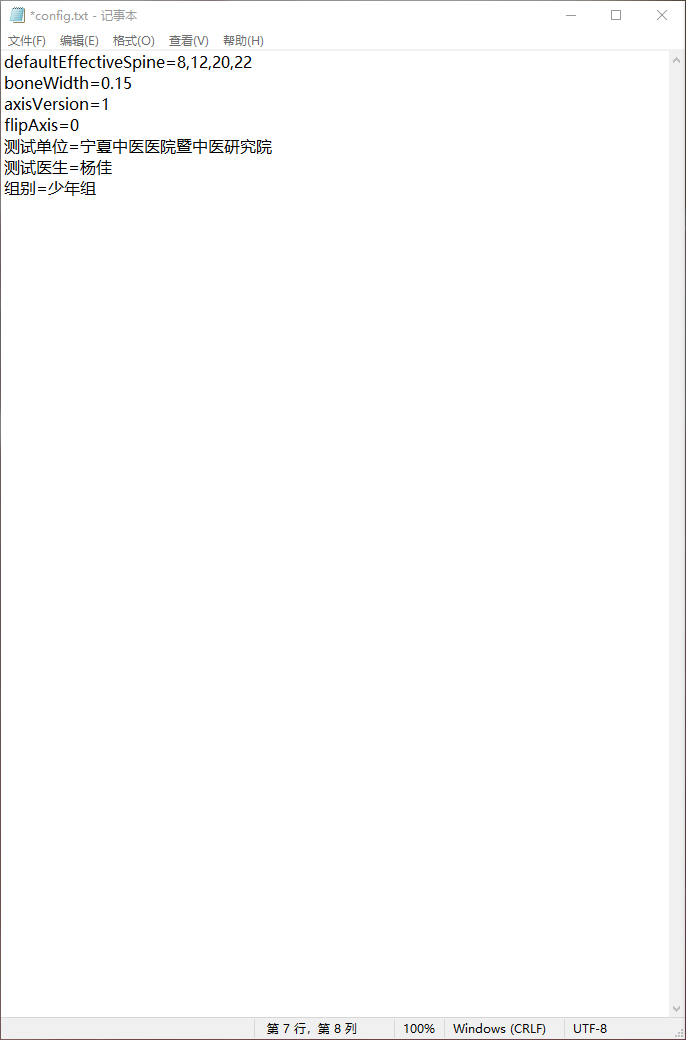 *config.txt - 记事本
文件(F) 编辑(E) 格式(O) 查看(V) 帮助(H)
defaultEffectiveSpine=8,12,20,22
boneWidth=0.15
axisVersion=1
flipAxis=0
测试单位=宁夏中医医院暨中医研究院
测试医生=杨佳
组别=少年组
第 7 行，第 8 列 100% Windows (CRLF) UTF-8